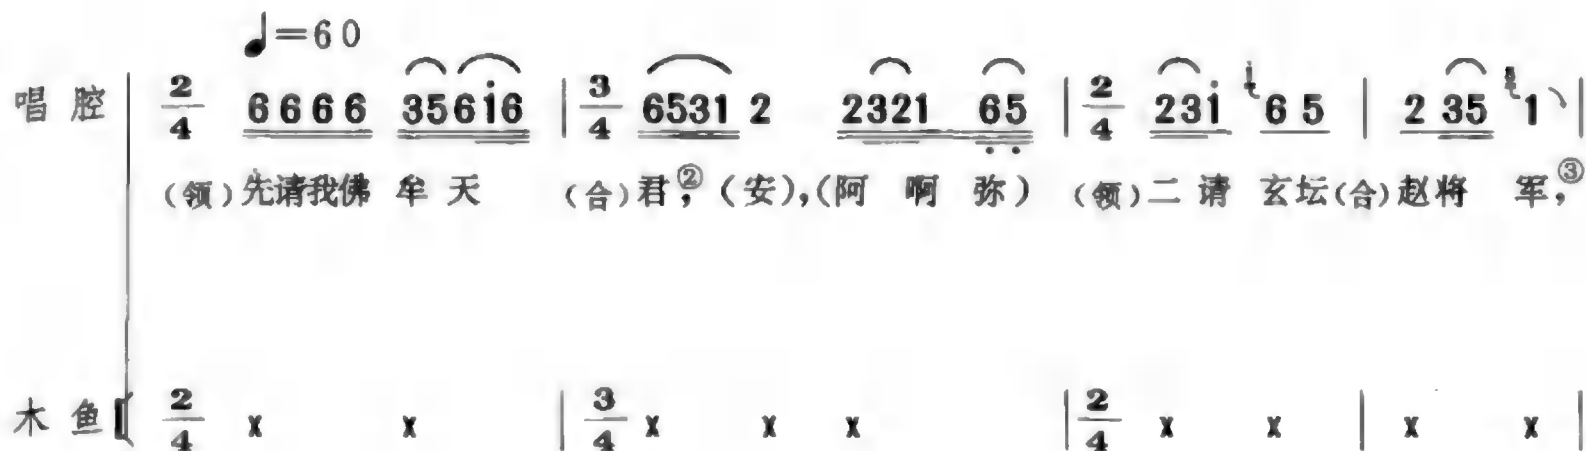 ♩=60
唱腔 2/4 6666 35616 | 3/4 6531 2 2321 65 | 2/4 231 65 | 2 35 1 |
(领)先请我佛 牟 天 (合)君,② (安),(阿 啊 弥) (领)二 请 玄坛(合)赵将 军,③
木鱼 2/4 x x | 3/4 x x x | 2/4 x x | x x |